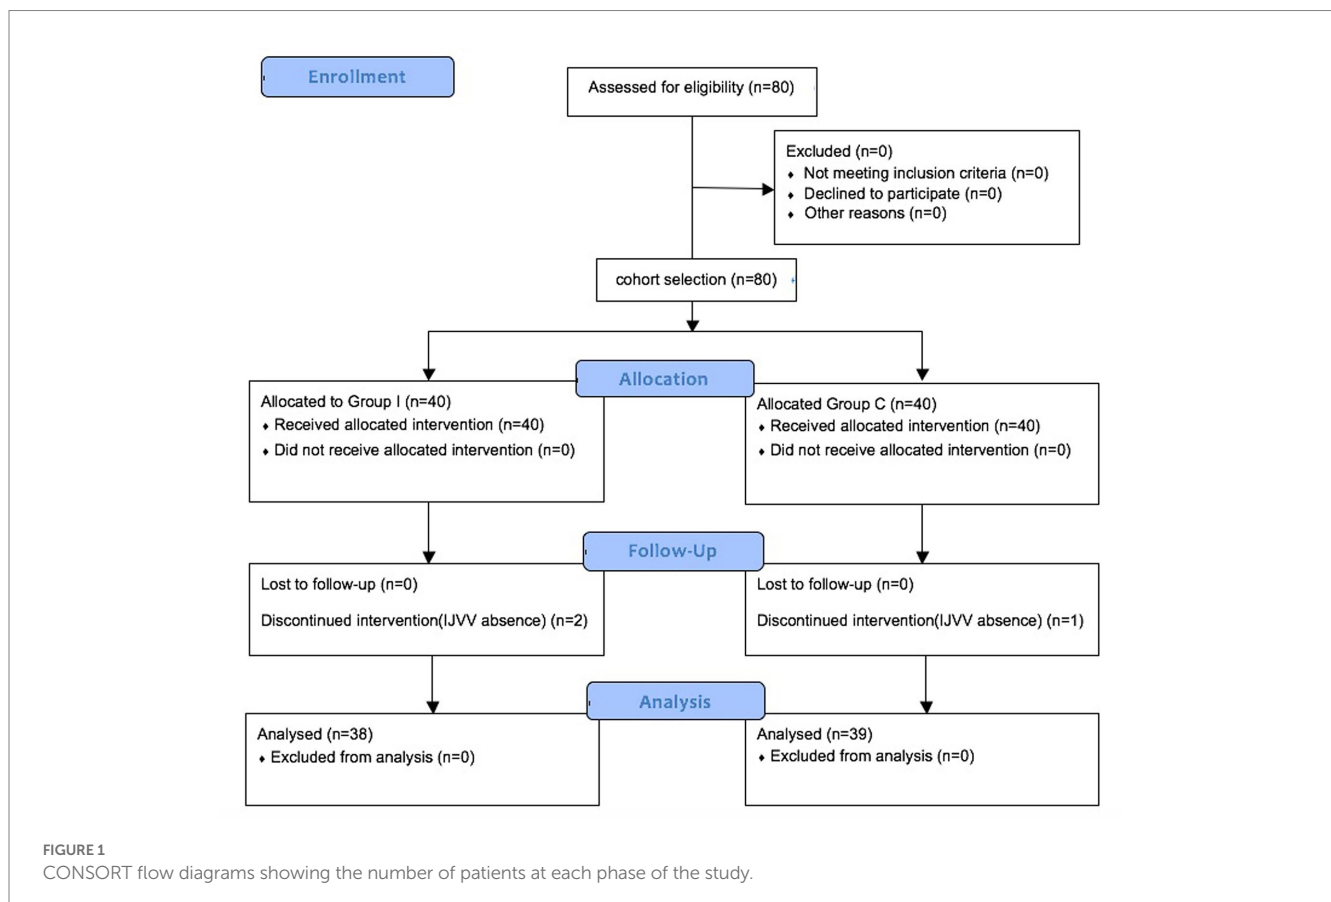 Enrollment
Assessed for eligibility (n=80)
Excluded (n=0)
♦ Not meeting inclusion criteria (n=0)
♦ Declined to participate (n=0)
♦ Other reasons (n=0)
cohort selection (n=80)
Allocation
Allocated to Group I (n=40)
♦ Received allocated intervention (n=40)
♦ Did not receive allocated intervention (n=0)
Allocated Group C (n=40)
♦ Received allocated intervention (n=40)
♦ Did not receive allocated intervention (n=0)
Follow-Up
Lost to follow-up (n=0)
Discontinued intervention(IJVV absence) (n=2)
Lost to follow-up (n=0)
Discontinued intervention(IJVV absence) (n=1)
Analysis
Analysed (n=38)
♦ Excluded from analysis (n=0)
Analysed (n=39)
♦ Excluded from analysis (n=0)
FIGURE 1
CONSORT flow diagrams showing the number of patients at each phase of the study.